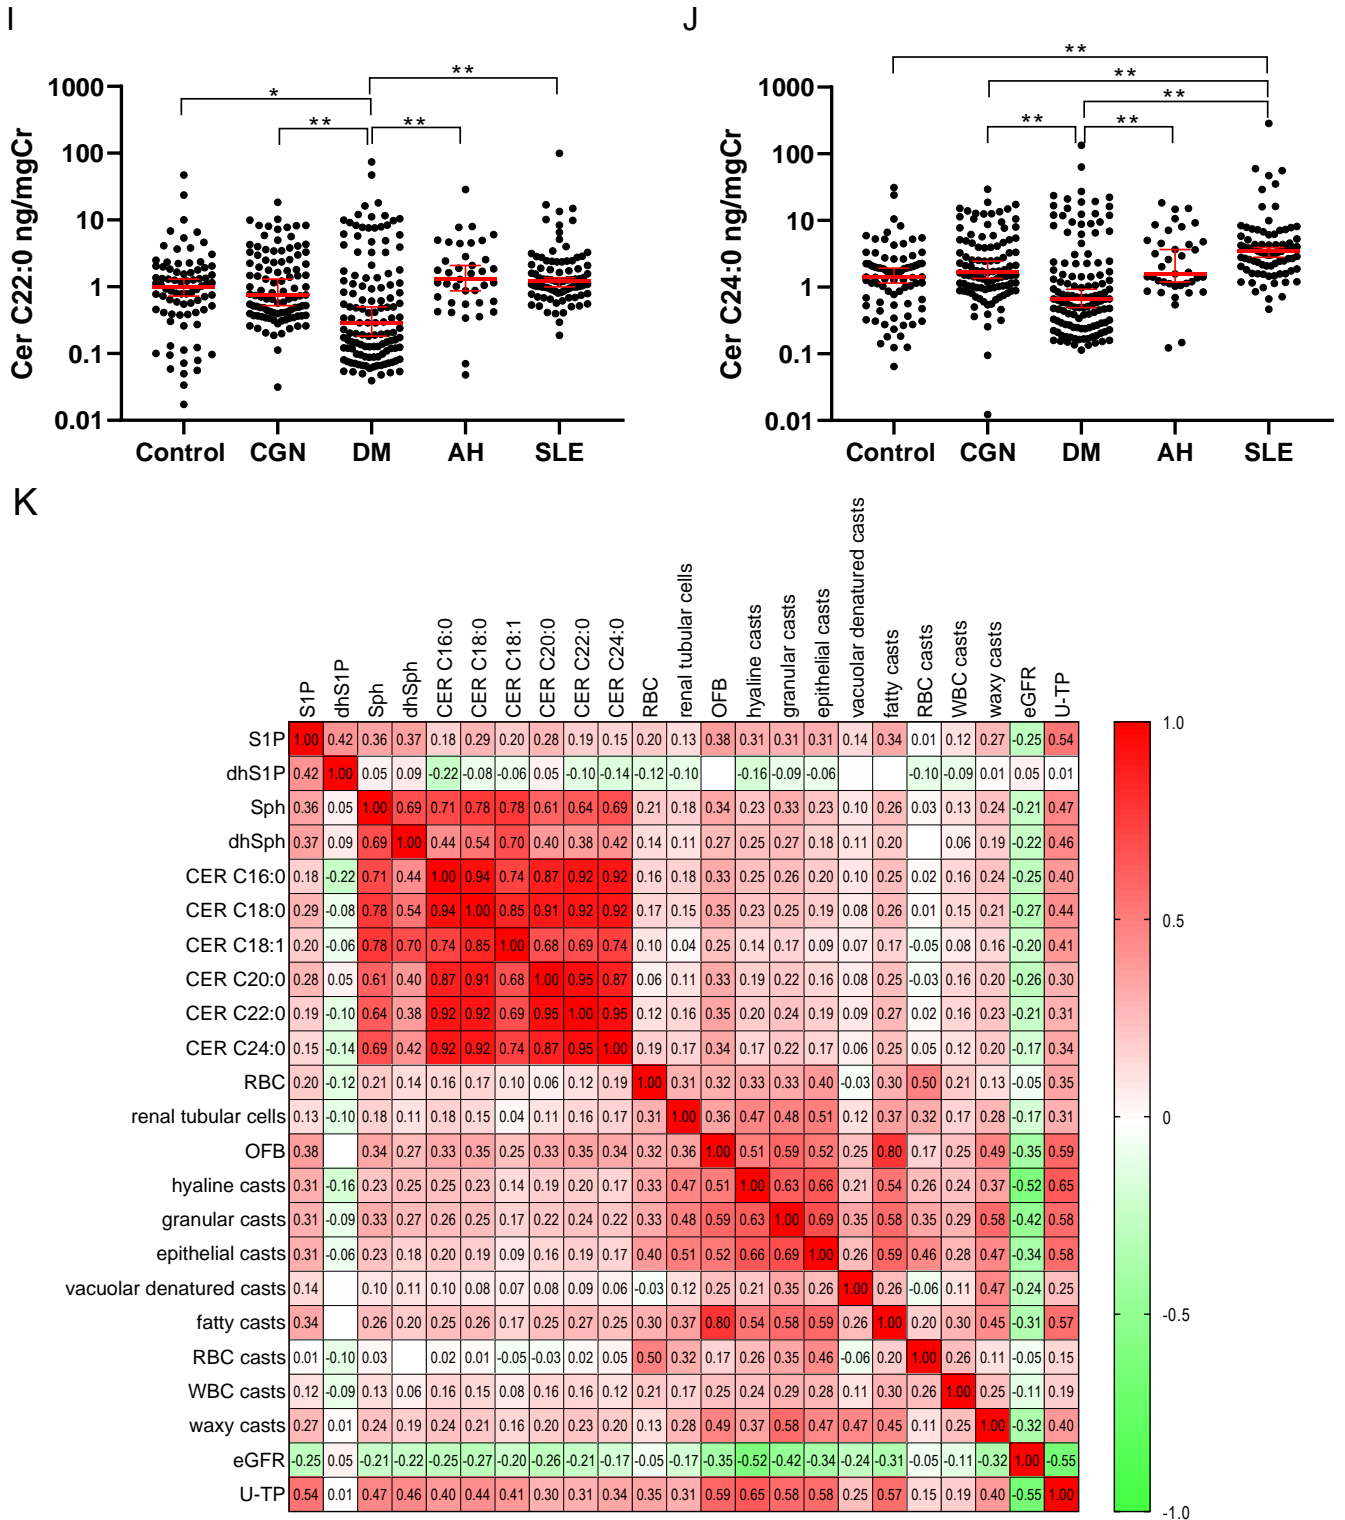 I
J
**
**
**
*
**
**
**
**
**
1000
100
10
1
0.1
0.01
Cer C22:0 ng/mgCr
Control CGN DM AH SLE
1000
100
10
1
0.1
0.01
Cer C24:0 ng/mgCr
Control CGN DM AH SLE
K
S1P
dhS1P
Sph
dhSph
CER C16:0
CER C18:0
CER C18:1
CER C20:0
CER C22:0
CER C24:0
RBC
renal tubular cells
OFB
hyaline casts
granular casts
epithelial casts
vacuolar denatured casts
fatty casts
RBC casts
WBC casts
waxy casts
eGFR
U-TP
S1P 1.00 0.42 0.36 0.37 0.18 0.29 0.20 0.28 0.19 0.15 0.20 0.13 0.38 0.31 0.31 0.31 0.14 0.34 0.01 0.12 0.27 -0.25 0.54
dhS1P 0.42 1.00 0.05 0.09 -0.22 -0.08 -0.06 0.05 -0.10 -0.14 -0.12 -0.10 -0.16 -0.09 -0.06 -0.10 -0.09 0.01 0.05 0.01
Sph 0.36 0.05 1.00 0.69 0.71 0.78 0.78 0.61 0.64 0.69 0.21 0.18 0.34 0.23 0.33 0.23 0.10 0.26 0.03 0.13 0.24 -0.21 0.47
dhSph 0.37 0.09 0.69 1.00 0.44 0.54 0.70 0.40 0.38 0.42 0.14 0.11 0.27 0.25 0.27 0.18 0.11 0.20 0.06 0.19 -0.22 0.46
CER C16:0 0.18 -0.22 0.71 0.44 1.00 0.94 0.74 0.87 0.92 0.92 0.16 0.18 0.33 0.25 0.26 0.20 0.10 0.25 0.02 0.16 0.24 -0.25 0.40
CER C18:0 0.29 -0.08 0.78 0.54 0.94 1.00 0.85 0.91 0.92 0.92 0.17 0.15 0.35 0.23 0.25 0.19 0.08 0.26 0.01 0.15 0.21 -0.27 0.44
CER C18:1 0.20 -0.06 0.78 0.70 0.74 0.85 1.00 0.68 0.69 0.74 0.10 0.04 0.25 0.14 0.17 0.09 0.07 0.17 -0.05 0.08 0.16 -0.20 0.41
CER C20:0 0.28 0.05 0.61 0.40 0.87 0.91 0.68 1.00 0.95 0.87 0.06 0.11 0.33 0.19 0.22 0.16 0.08 0.25 -0.03 0.16 0.20 -0.26 0.30
CER C22:0 0.19 -0.10 0.64 0.38 0.92 0.92 0.69 0.95 1.00 0.95 0.12 0.16 0.35 0.20 0.24 0.19 0.09 0.27 0.02 0.16 0.23 -0.21 0.31
CER C24:0 0.15 -0.14 0.69 0.42 0.92 0.92 0.74 0.87 0.95 1.00 0.19 0.17 0.34 0.17 0.22 0.17 0.06 0.25 0.05 0.12 0.20 -0.17 0.34
RBC 0.20 -0.12 0.21 0.14 0.16 0.17 0.10 0.06 0.12 0.19 1.00 0.31 0.32 0.33 0.33 0.40 -0.03 0.30 0.50 0.21 0.13 -0.05 0.35
renal tubular cells 0.13 -0.10 0.18 0.11 0.18 0.15 0.04 0.11 0.16 0.17 0.31 1.00 0.36 0.47 0.48 0.51 0.12 0.37 0.32 0.17 0.28 -0.17 0.31
OFB 0.38 0.34 0.27 0.33 0.35 0.25 0.33 0.35 0.34 0.32 0.36 1.00 0.51 0.59 0.52 0.25 0.80 0.17 0.25 0.49 -0.35 0.59
hyaline casts 0.31 -0.16 0.23 0.25 0.25 0.23 0.14 0.19 0.20 0.17 0.33 0.47 0.51 1.00 0.63 0.66 0.21 0.54 0.26 0.24 0.37 -0.52 0.65
granular casts 0.31 -0.09 0.33 0.27 0.26 0.25 0.17 0.22 0.24 0.22 0.33 0.48 0.59 0.63 1.00 0.69 0.35 0.58 0.35 0.29 0.58 -0.42 0.58
epithelial casts 0.31 -0.06 0.23 0.18 0.20 0.19 0.09 0.16 0.19 0.17 0.40 0.51 0.52 0.66 0.69 1.00 0.26 0.59 0.46 0.28 0.47 -0.34 0.58
vacuolar denatured casts 0.14 0.10 0.11 0.10 0.08 0.07 0.08 0.09 0.06 -0.03 0.12 0.25 0.21 0.35 0.26 1.00 0.26 -0.06 0.11 0.47 -0.24 0.25
fatty casts 0.34 0.26 0.20 0.25 0.26 0.17 0.25 0.27 0.25 0.30 0.37 0.80 0.54 0.58 0.59 0.26 1.00 0.20 0.30 0.45 -0.31 0.57
RBC casts 0.01 -0.10 0.03 0.02 0.01 -0.05 -0.03 0.02 0.05 0.50 0.32 0.17 0.26 0.35 0.46 -0.06 0.20 1.00 0.26 0.11 -0.05 0.15
WBC casts 0.12 -0.09 0.13 0.06 0.16 0.15 0.08 0.16 0.16 0.12 0.21 0.17 0.25 0.24 0.29 0.28 0.11 0.30 0.26 1.00 0.25 -0.11 0.19
waxy casts 0.27 0.01 0.24 0.19 0.24 0.21 0.16 0.20 0.23 0.20 0.13 0.28 0.49 0.37 0.58 0.47 0.47 0.45 0.11 0.25 1.00 -0.32 0.40
eGFR -0.25 0.05 -0.21 -0.22 -0.25 -0.27 -0.20 -0.26 -0.21 -0.17 -0.05 -0.17 -0.35 -0.52 -0.42 -0.34 -0.24 -0.31 -0.05 -0.11 -0.32 1.00 -0.55
U-TP 0.54 0.01 0.47 0.46 0.40 0.44 0.41 0.30 0.31 0.34 0.35 0.31 0.59 0.65 0.58 0.58 0.25 0.57 0.15 0.19 0.40 -0.55 1.00
1.0
0.5
0
-0.5
-1.0